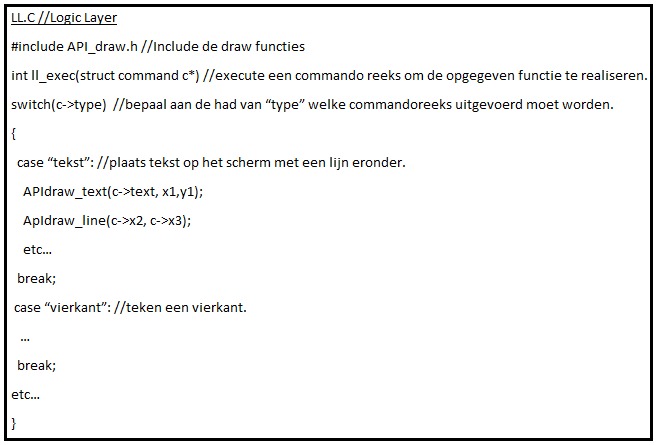 LL.C //Logic Layer
#include API_draw.h //Include de draw functies
int ll_exec(struct command c*) //execute een commando reeks om de opgegeven functie te realiseren.
switch(c->type)  //bepaal aan de had van “type” welke commandoreeks uitgevoerd moet worden.
{
case “tekst”: //plaats tekst op het scherm met een lijn eronder.
APIdraw_text(c->text, x1,y1);
ApIdraw_line(c->x2, c->x3);
etc…
break;
case “vierkant”: //teken een vierkant.
…
break;
etc…
}